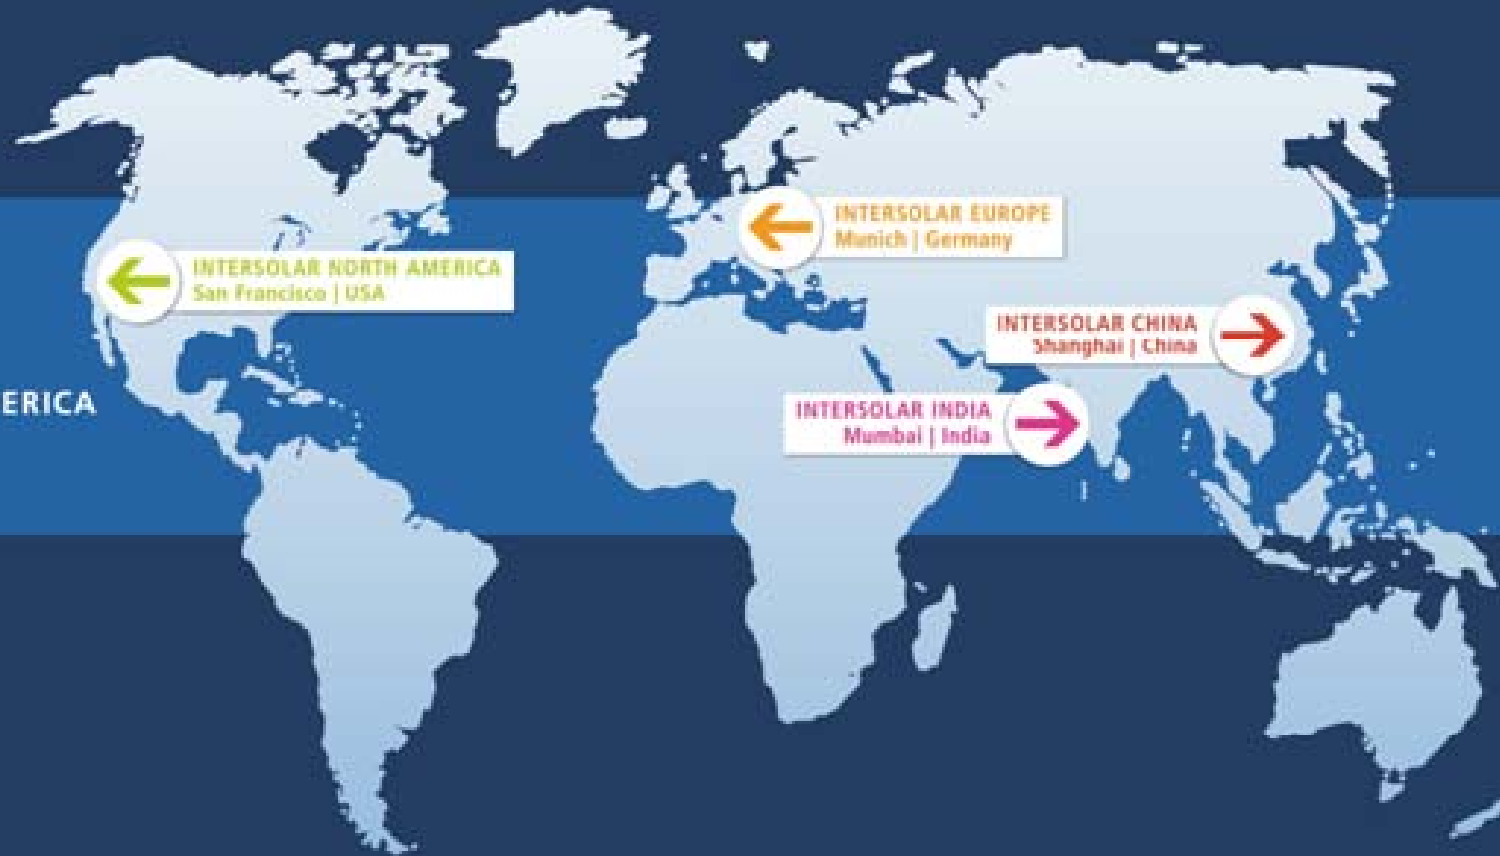 INTERSOLAR EUROPE
Munich | Germany
INTERSOLAR NORTH AMERICA
San Francisco | USA
INTERSOLAR CHINA
Shanghai | China
ERICA
INTERSOLAR INDIA
Mumbai | India